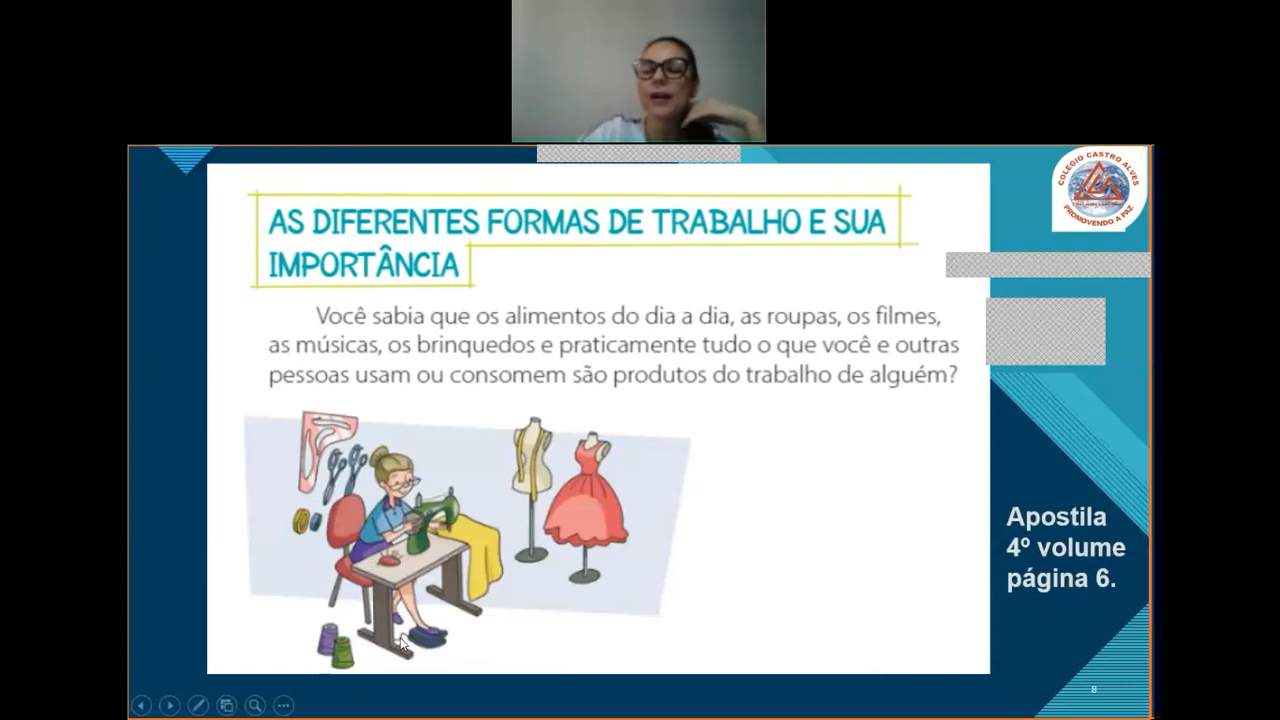 COLÉGIO CASTRO ALVES
PROMOVENDO A PAZ
AS DIFERENTES FORMAS DE TRABALHO E SUA
IMPORTÂNCIA
Você sabia que os alimentos do dia a dia, as roupas, os filmes,
as músicas, os brinquedos e praticamente tudo o que você e outras
pessoas usam ou consomem são produtos do trabalho de alguém?
Apostila
4º volume
página 6.
8